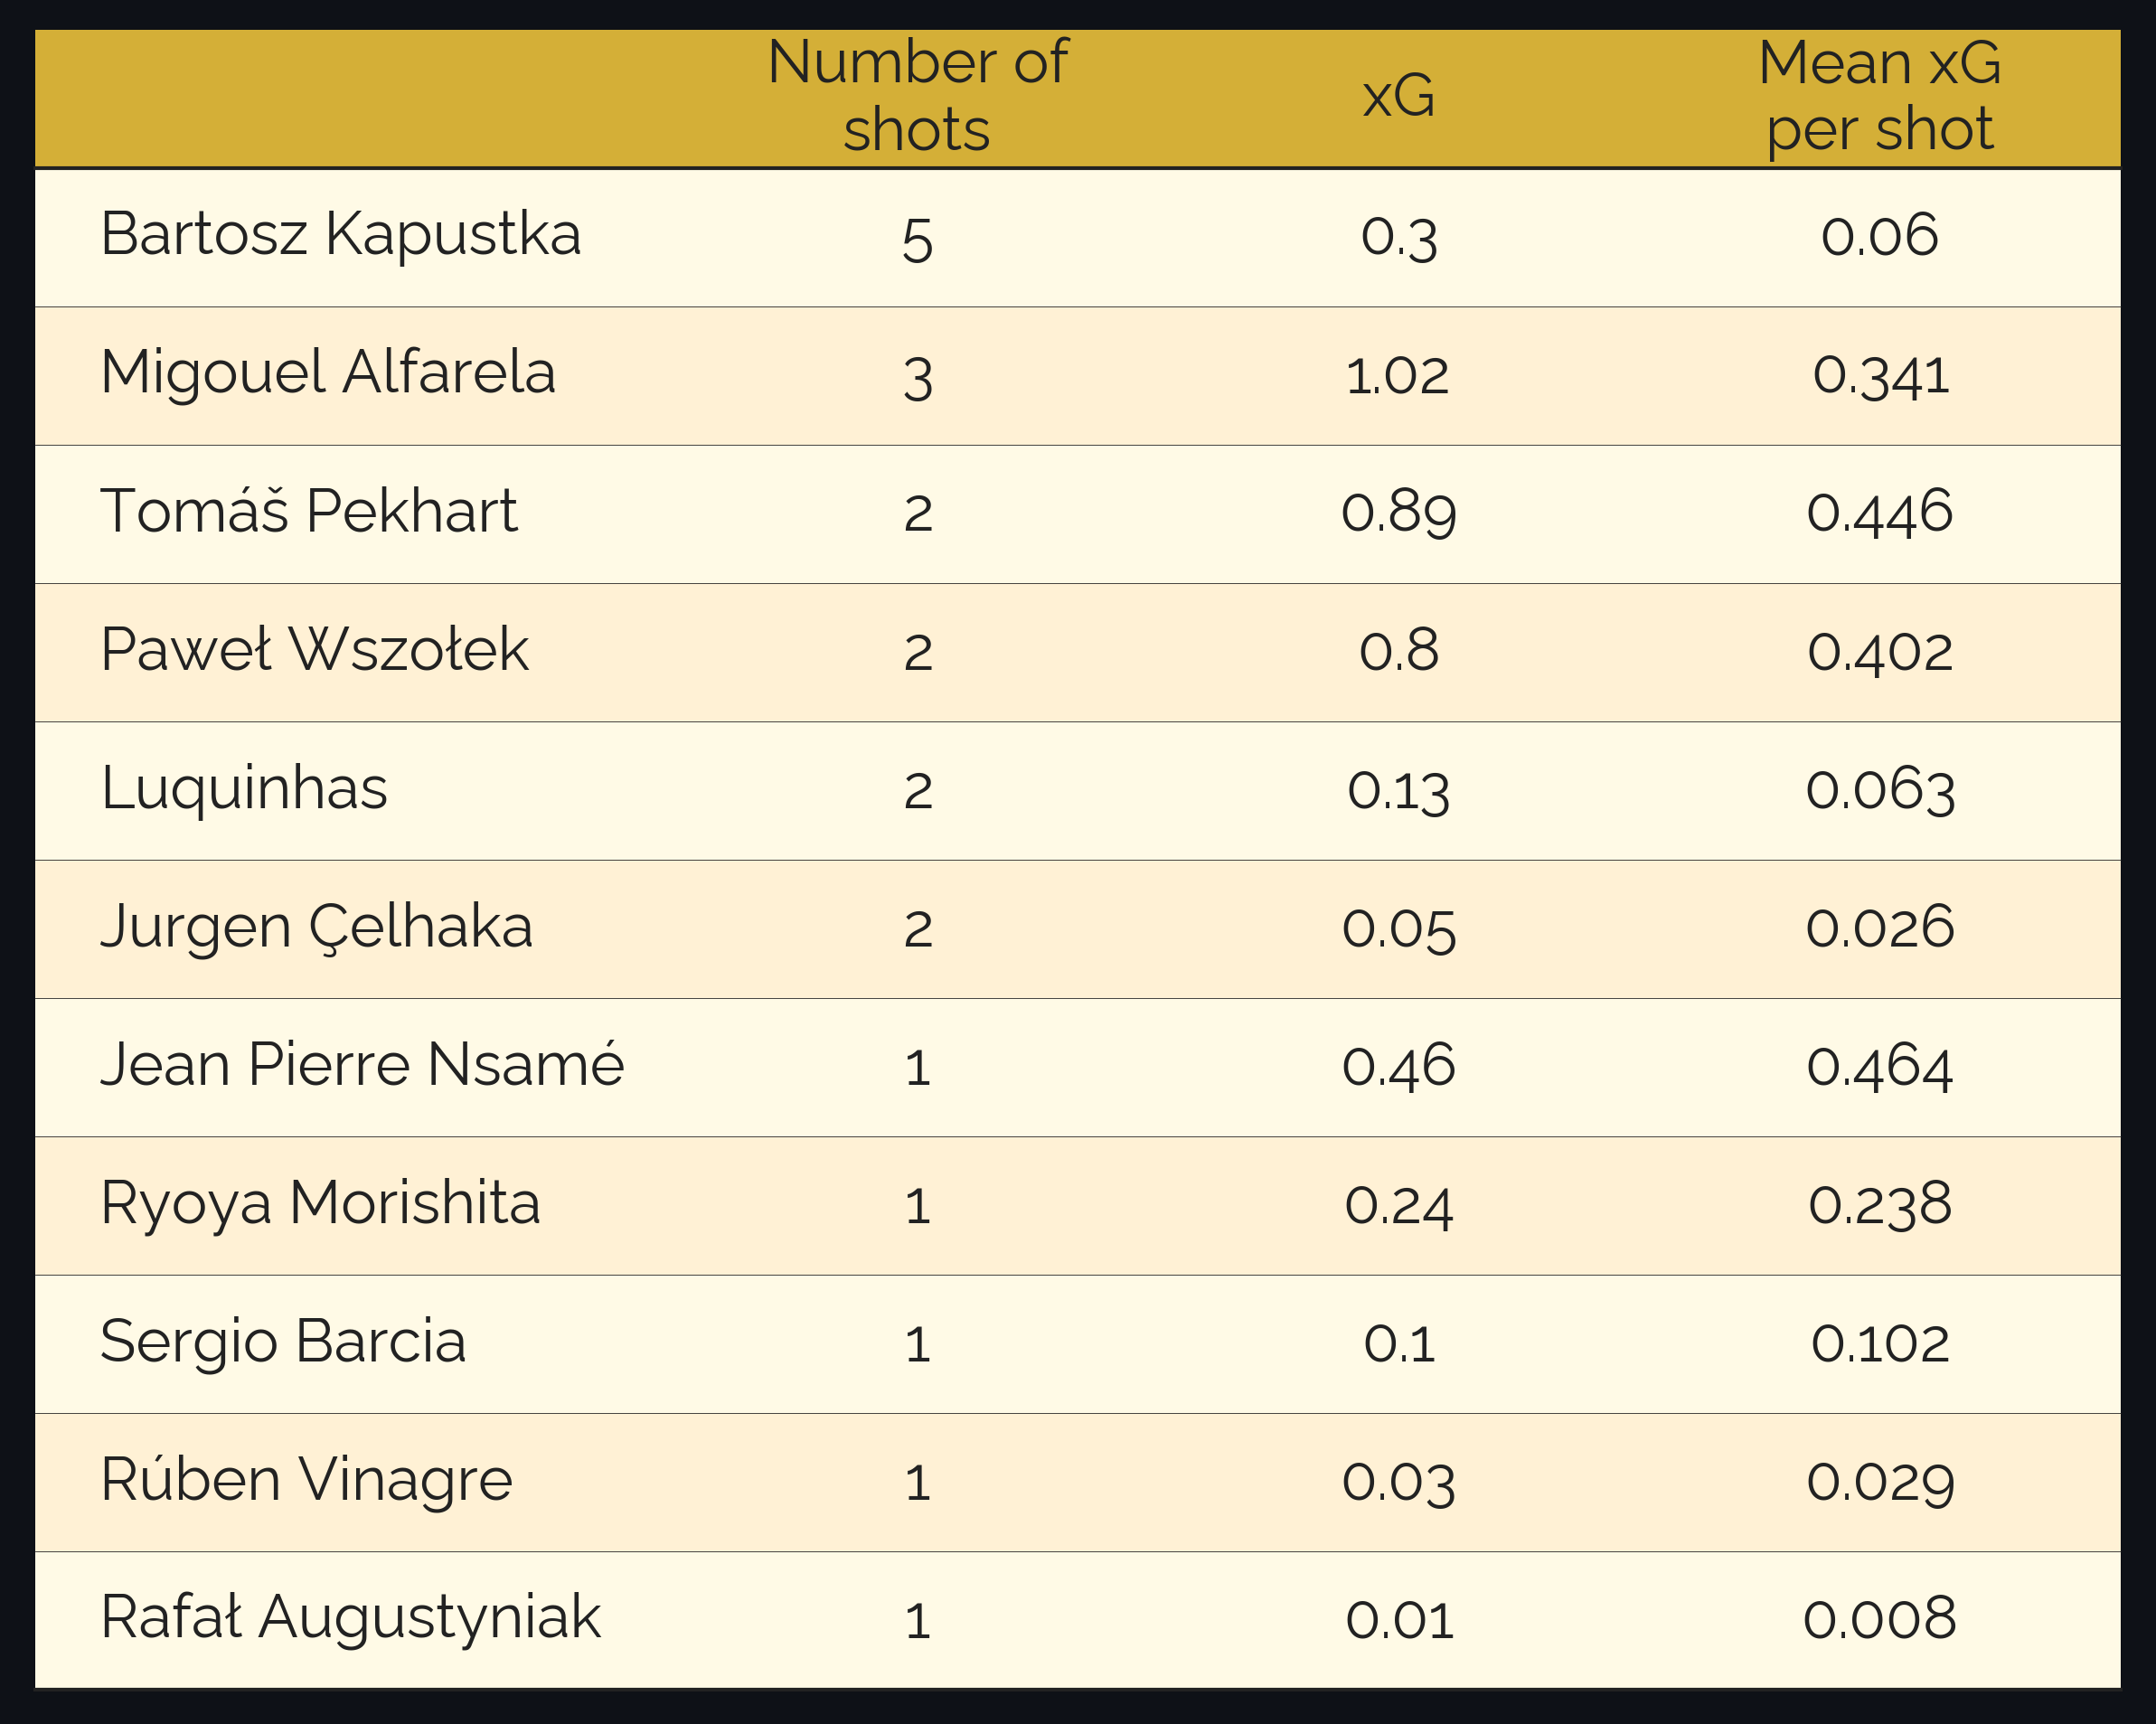 Number of shots xG Mean xG per shot
Bartosz Kapustka 5 0.3 0.06
Migouel Alfarela 3 1.02 0.341
Tomáš Pekhart 2 0.89 0.446
Paweł Wszołek 2 0.8 0.402
Luquinhas 2 0.13 0.063
Jurgen Çelhaka 2 0.05 0.026
Jean Pierre Nsamé 1 0.46 0.464
Ryoya Morishita 1 0.24 0.238
Sergio Barcia 1 0.1 0.102
Rúben Vinagre 1 0.03 0.029
Rafał Augustyniak 1 0.01 0.008